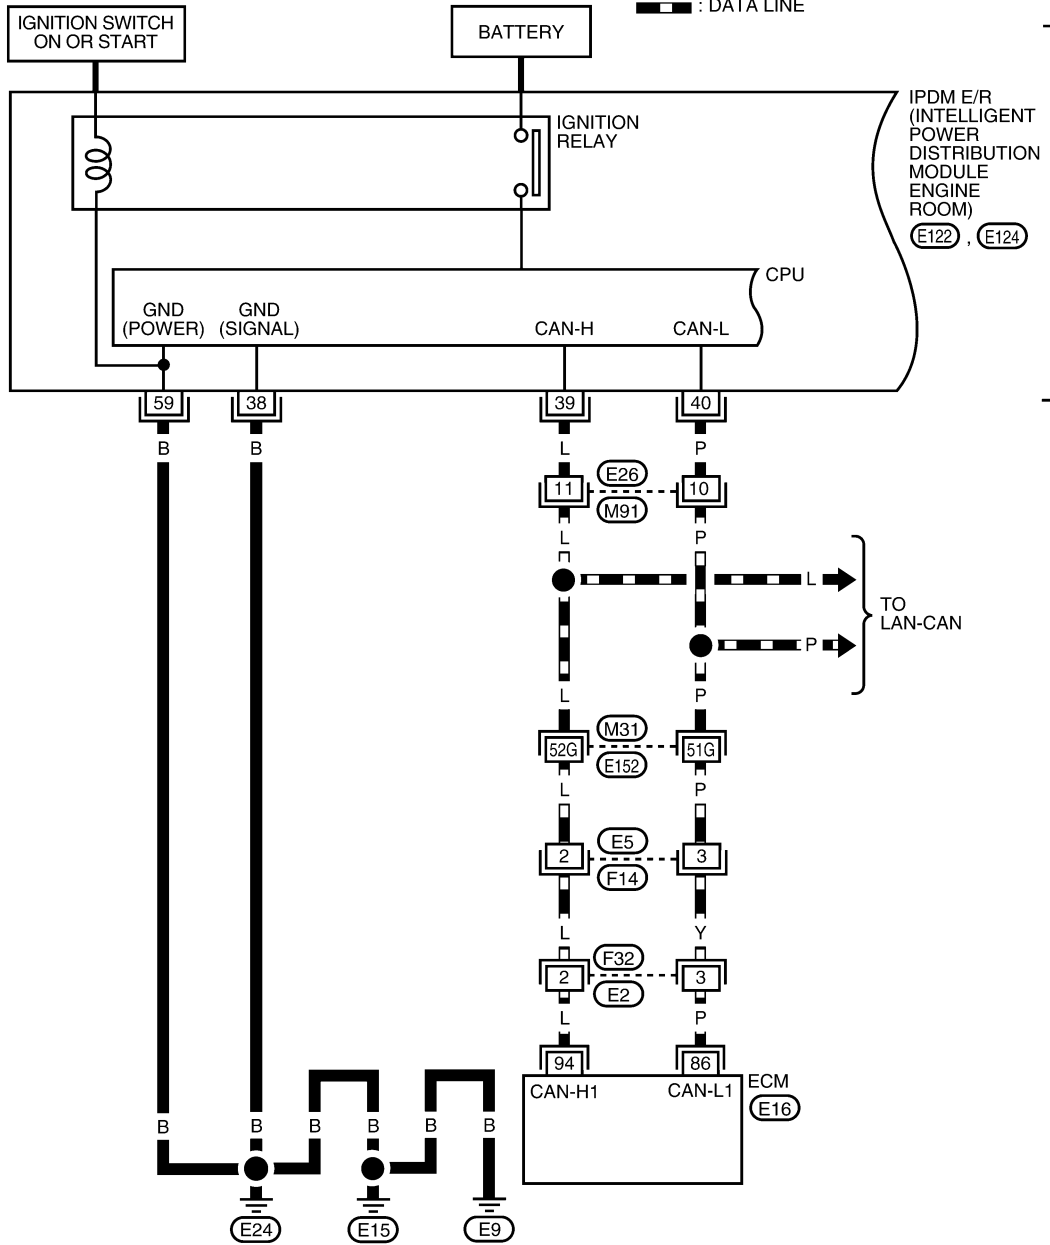 : DATA LINE
IGNITION SWITCH
ON OR START
BATTERY
IPDM E/R
(INTELLIGENT
POWER
DISTRIBUTION
MODULE
ENGINE
ROOM)
E122 , E124
IGNITION
RELAY
CPU
GND
(POWER)
GND
(SIGNAL)
CAN-H
CAN-L
59
38
39
40
B
B
L
P
E26
11
10
M91
L
P
L
TO
LAN-CAN
P
L
P
M31
52G
51G
E152
L
P
E5
2
3
F14
L
Y
F32
2
3
E2
L
P
94
86
CAN-H1
CAN-L1
ECM
E16
B
B
B
B
B
B
E24
E15
E9